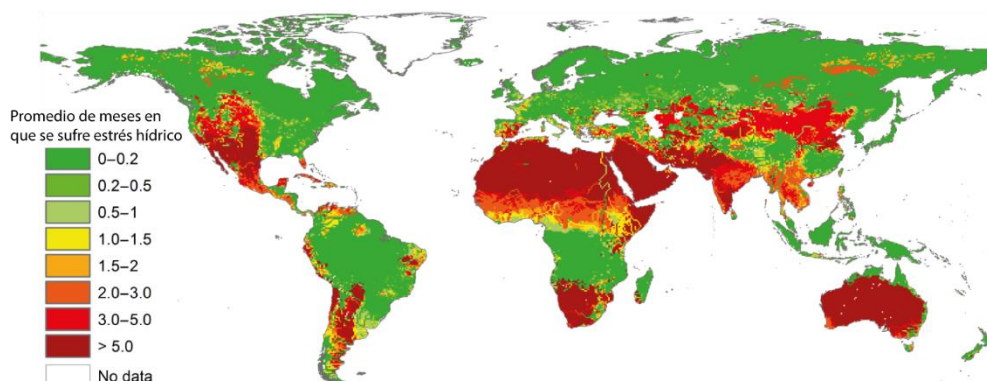 Promedio de meses en
que se sufre estrés hídrico
0–0.2
0.2–0.5
0.5–1
1.0–1.5
1.5–2
2.0–3.0
3.0–5.0
> 5.0
No data